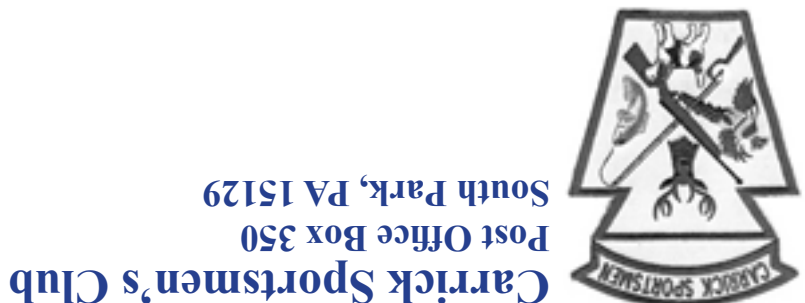 CARRICK SPORTSMEN
Carrick Sportsmen's Club
Post Office Box 350
South Park, PA 15129